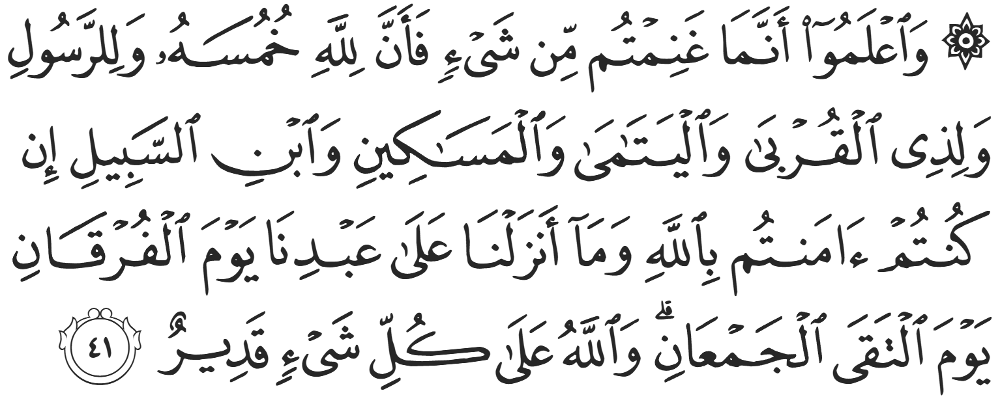 ۞ وَٱعۡلَمُوٓاْ أَنَّمَا غَنِمۡتُم مِّن شَيۡءٖ فَأَنَّ لِلَّهِ خُمُسَهُۥ وَلِلرَّسُولِ
وَلِذِي ٱلۡقُرۡبَىٰ وَٱلۡيَتَٰمَىٰ وَٱلۡمَسَٰكِينِ وَٱبۡنِ ٱلسَّبِيلِ إِن
كُنتُمۡ ءَامَنتُم بِٱللَّهِ وَمَآ أَنزَلۡنَا عَلَىٰ عَبۡدِنَا يَوۡمَ ٱلۡفُرۡقَانِ
يَوۡمَ ٱلۡتَقَى ٱلۡجَمۡعَانِۗ وَٱللَّهُ عَلَىٰ كُلِّ شَيۡءٖ قَدِيرٌ ٤١